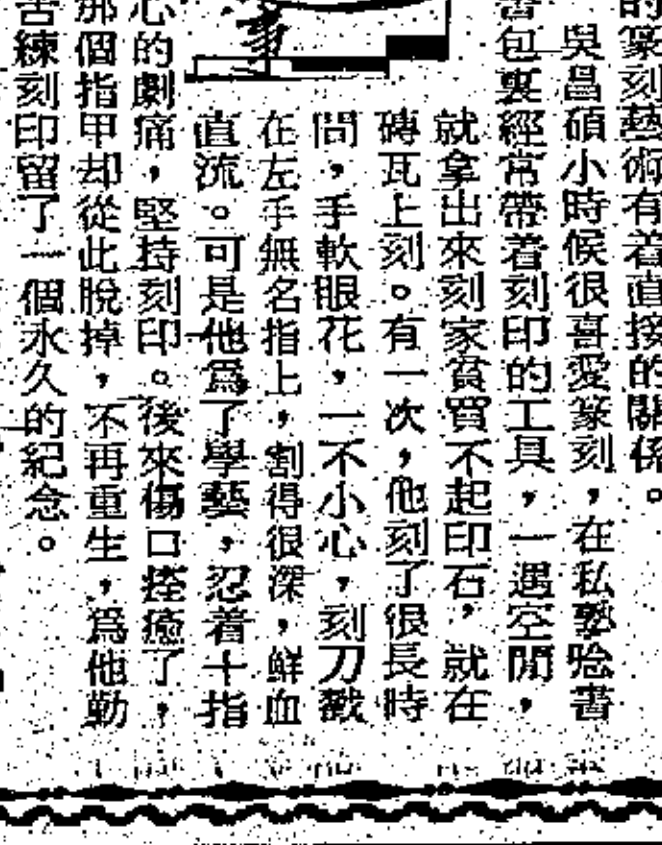 的篆刻藝術有着直接的關係。
吳昌碩小時候很喜愛篆刻,在私塾唸書
書包裏經常帶着刻印的工具,一遇空閒,
就拿出來刻家貧買不起印石,就在
磚瓦上刻。有一次,他刻了很長時
間,手軟眼花,一不小心,刻刀戳
在左手無名指上,割得很深,鮮血
直流。可是他爲了學藝,忍着十指
心的劇痛,堅持刻印。後來傷口痊癒了,
那個指甲却從此脫掉,不再重生,爲他勤
苦練刻印留了一個永久的紀念。
事